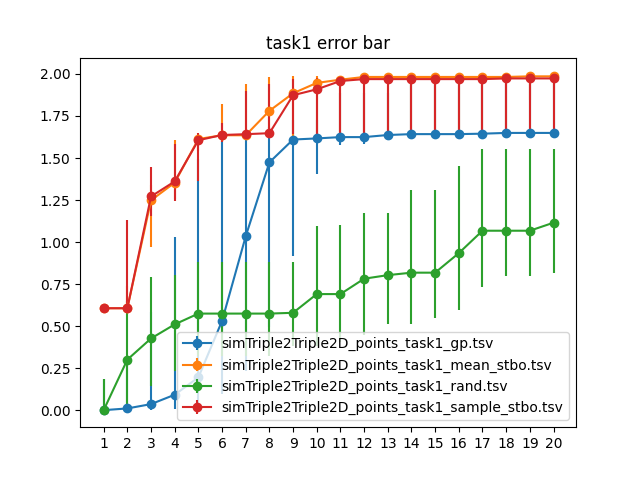 task1 error bar
2.00
1.75
1.50
1.25
1.00
0.75
0.50
0.25
0.00
simTriple2Triple2D_points_task1_gp.tsv
simTriple2Triple2D_points_task1_mean_stbo.tsv
simTriple2Triple2D_points_task1_rand.tsv
simTriple2Triple2D_points_task1_sample_stbo.tsv
1 2 3 4 5 6 7 8 9 10 11 12 13 14 15 16 17 18 19 20